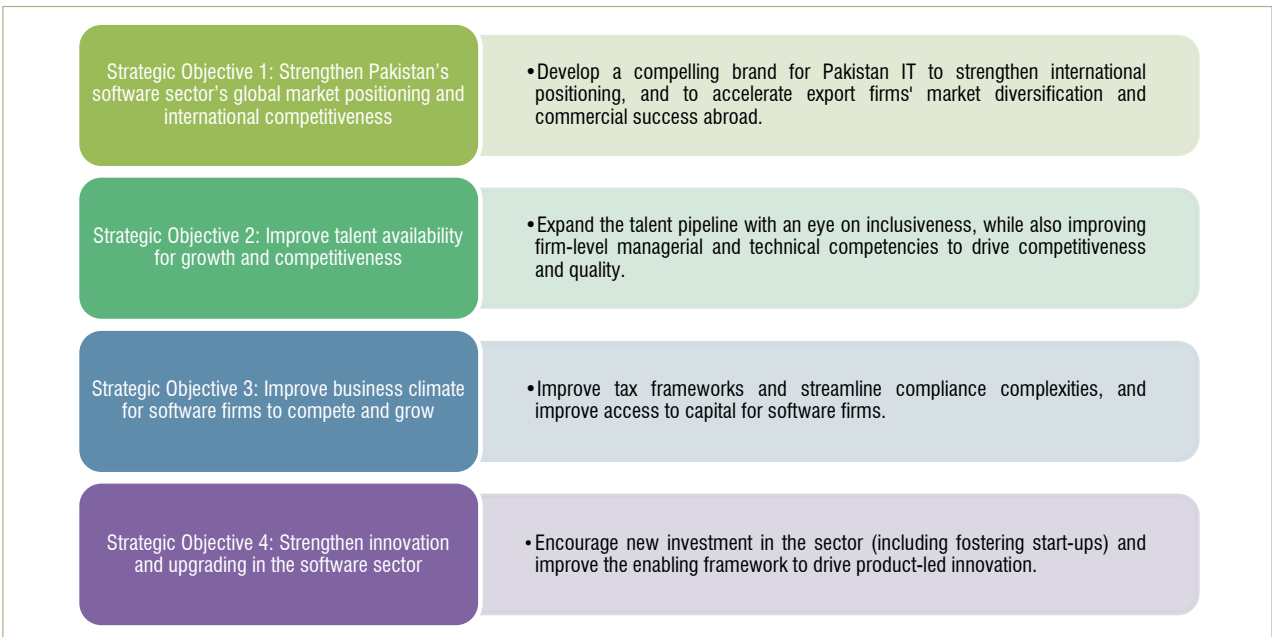 Strategic Objective 1: Strengthen Pakistan’s
software sector’s global market positioning and
international competitiveness
•Develop a compelling brand for Pakistan IT to strengthen international
positioning, and to accelerate export firms' market diversification and
commercial success abroad.
Strategic Objective 2: Improve talent availability
for growth and competitiveness
•Expand the talent pipeline with an eye on inclusiveness, while also improving
firm-level managerial and technical competencies to drive competitiveness
and quality.
Strategic Objective 3: Improve business climate
for software firms to compete and grow
•Improve tax frameworks and streamline compliance complexities, and
improve access to capital for software firms.
Strategic Objective 4: Strengthen innovation
and upgrading in the software sector
•Encourage new investment in the sector (including fostering start-ups) and
improve the enabling framework to drive product-led innovation.